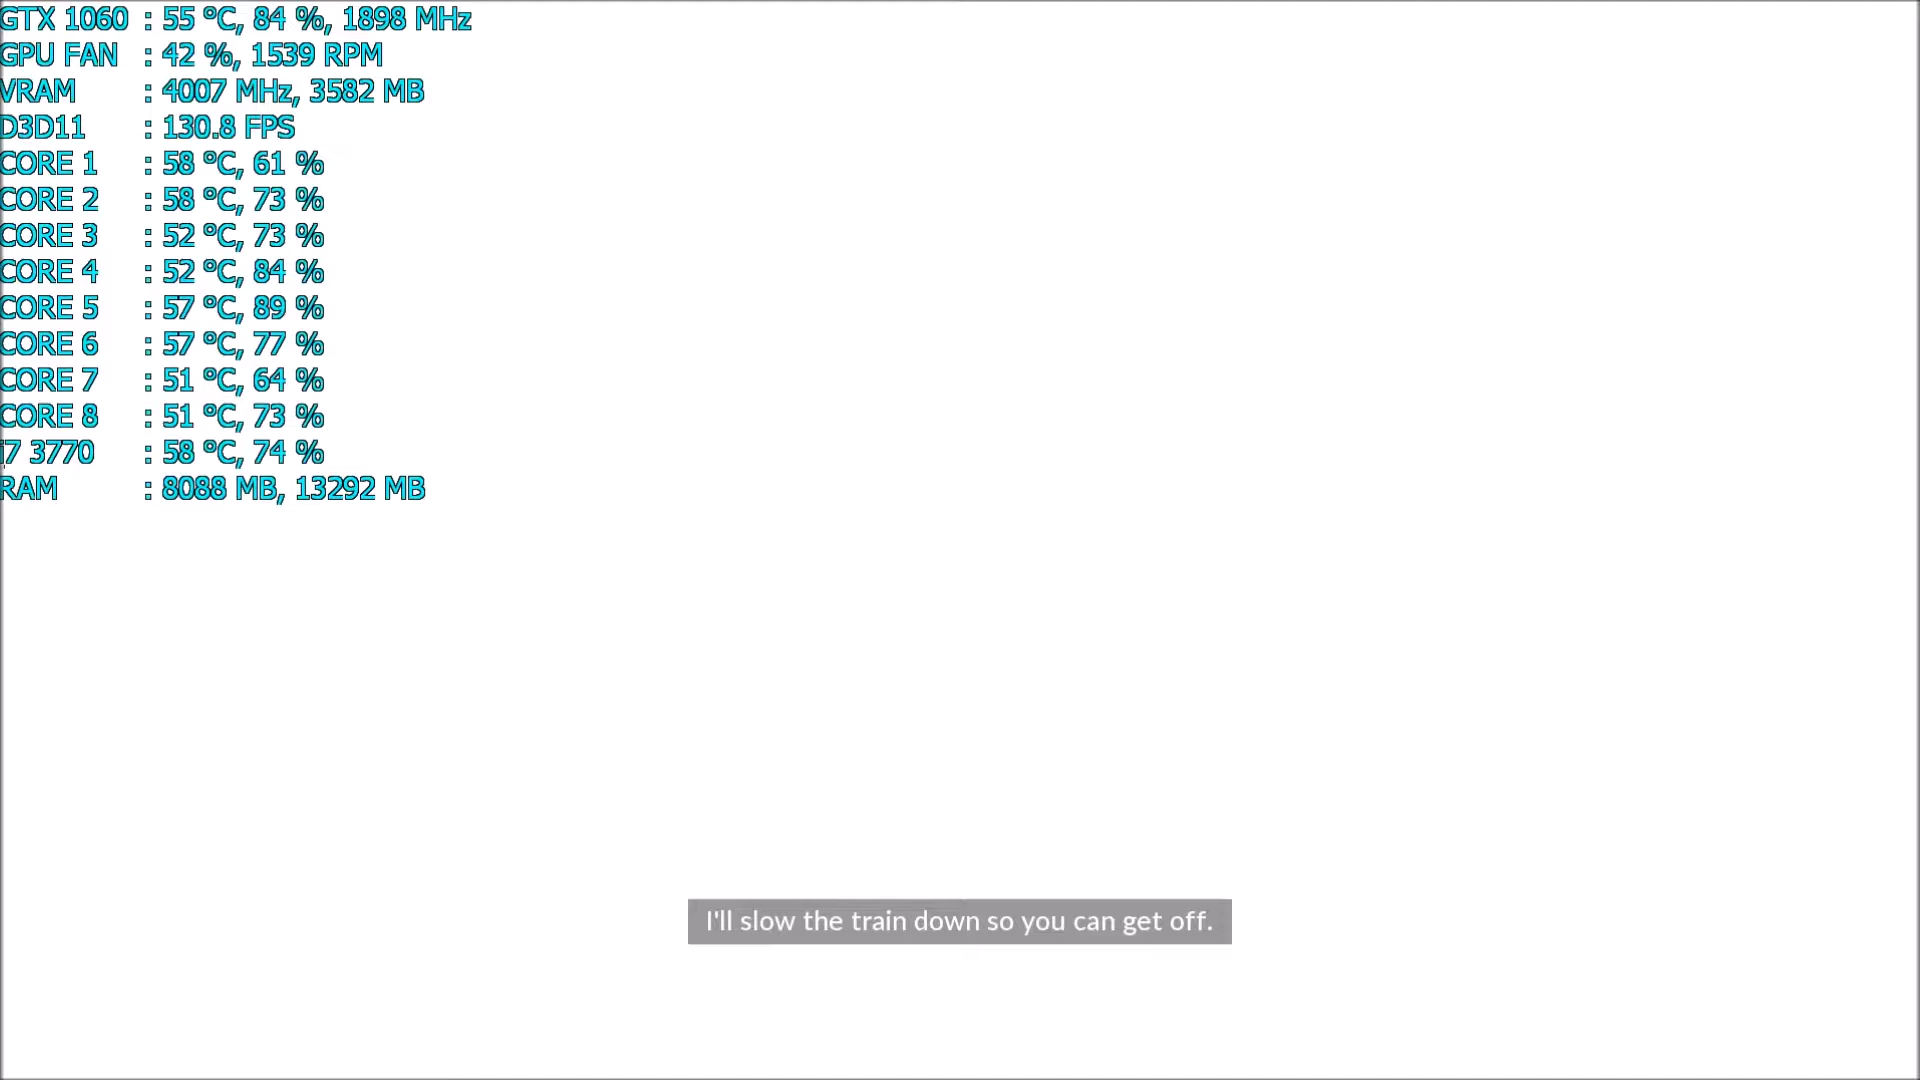 GTX 1060 : 55 °C, 84 %, 1898 MHz
GPU FAN : 42 %, 1539 RPM
VRAM : 4007 MHz, 3582 MB
D3D11 : 130.8 FPS
CORE 1 : 58 °C, 61 %
CORE 2 : 58 °C, 73 %
CORE 3 : 52 °C, 73 %
CORE 4 : 52 °C, 84 %
CORE 5 : 57 °C, 89 %
CORE 6 : 57 °C, 77 %
CORE 7 : 51 °C, 64 %
CORE 8 : 51 °C, 73 %
i7 3770 : 58 °C, 74 %
RAM : 8088 MB, 13292 MB
I'll slow the train down so you can get off.